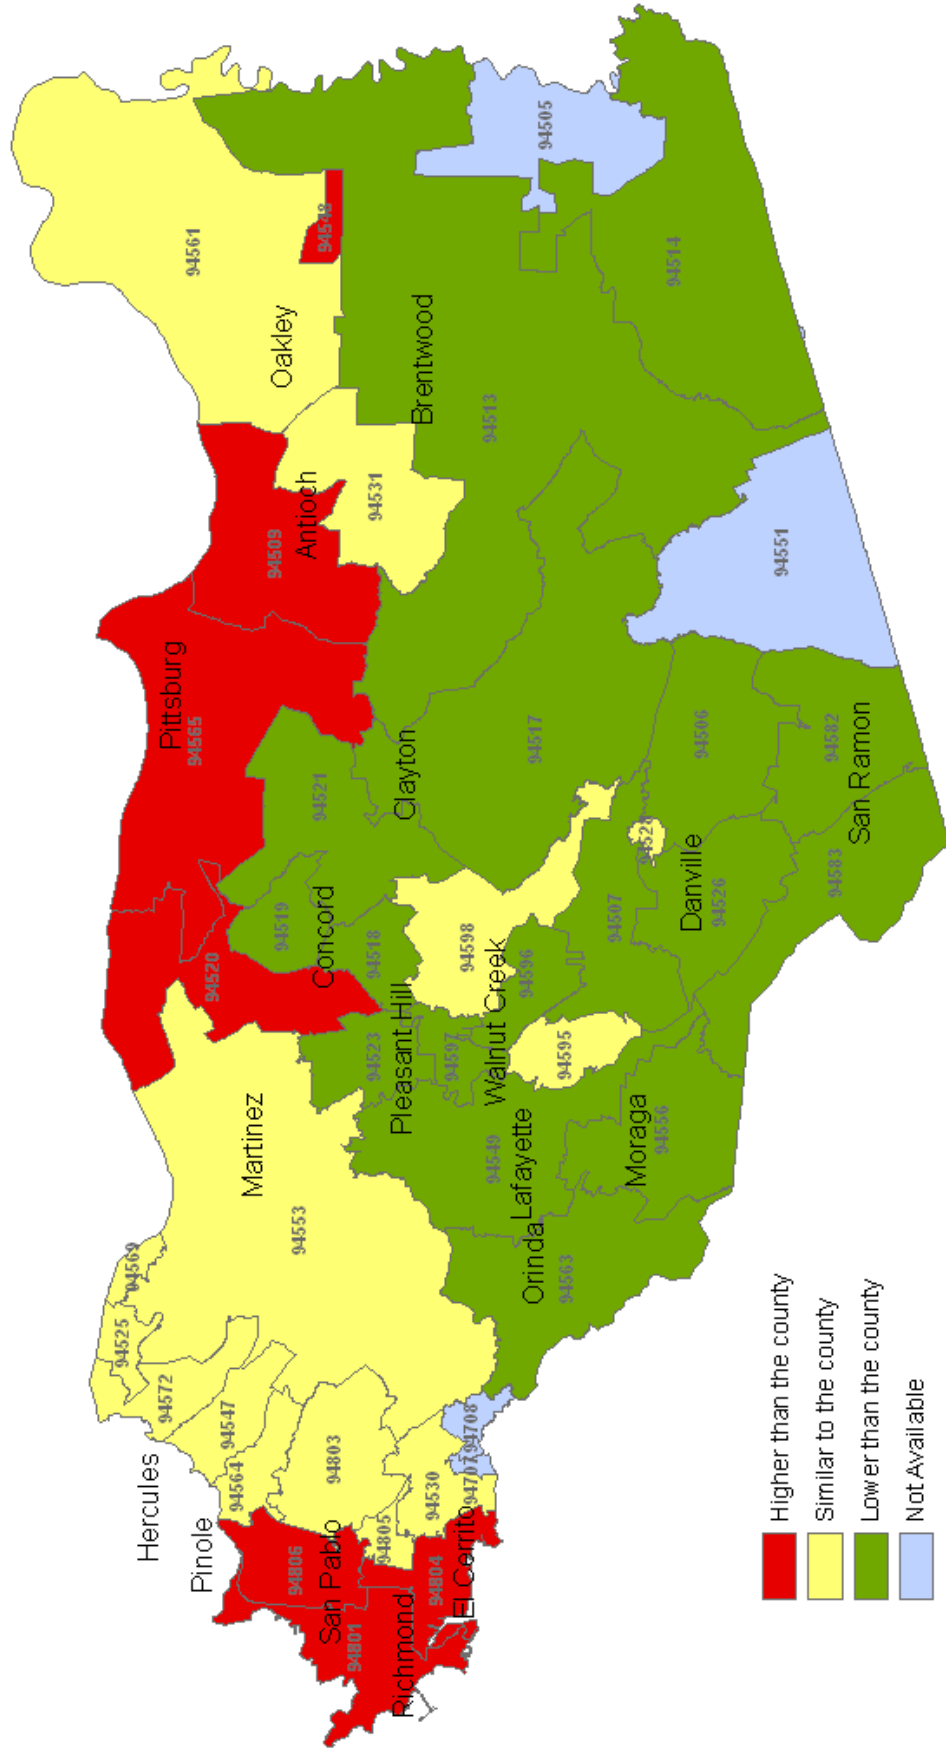 Hercules
Pinole
San Pablo
Richmond
El Cerrito
Martinez
Orinda
Lafayette
Moraga
Pleasant Hill
Walnut Creek
Concord
Clayton
Pittsburg
Antioch
Oakley
Brentwood
Danville
San Ramon
94525
94569
94572
94547
94564
94806
94803
94801
94805
94530
94804
94707
94708
94553
94563
94549
94556
94523
94597
94595
94596
94598
94518
94519
94520
94521
94565
94509
94531
94561
94548
94513
94505
94514
94551
94517
94507
94528
94506
94526
94582
94583
Higher than the county
Similar to the county
Lower than the county
Not Available